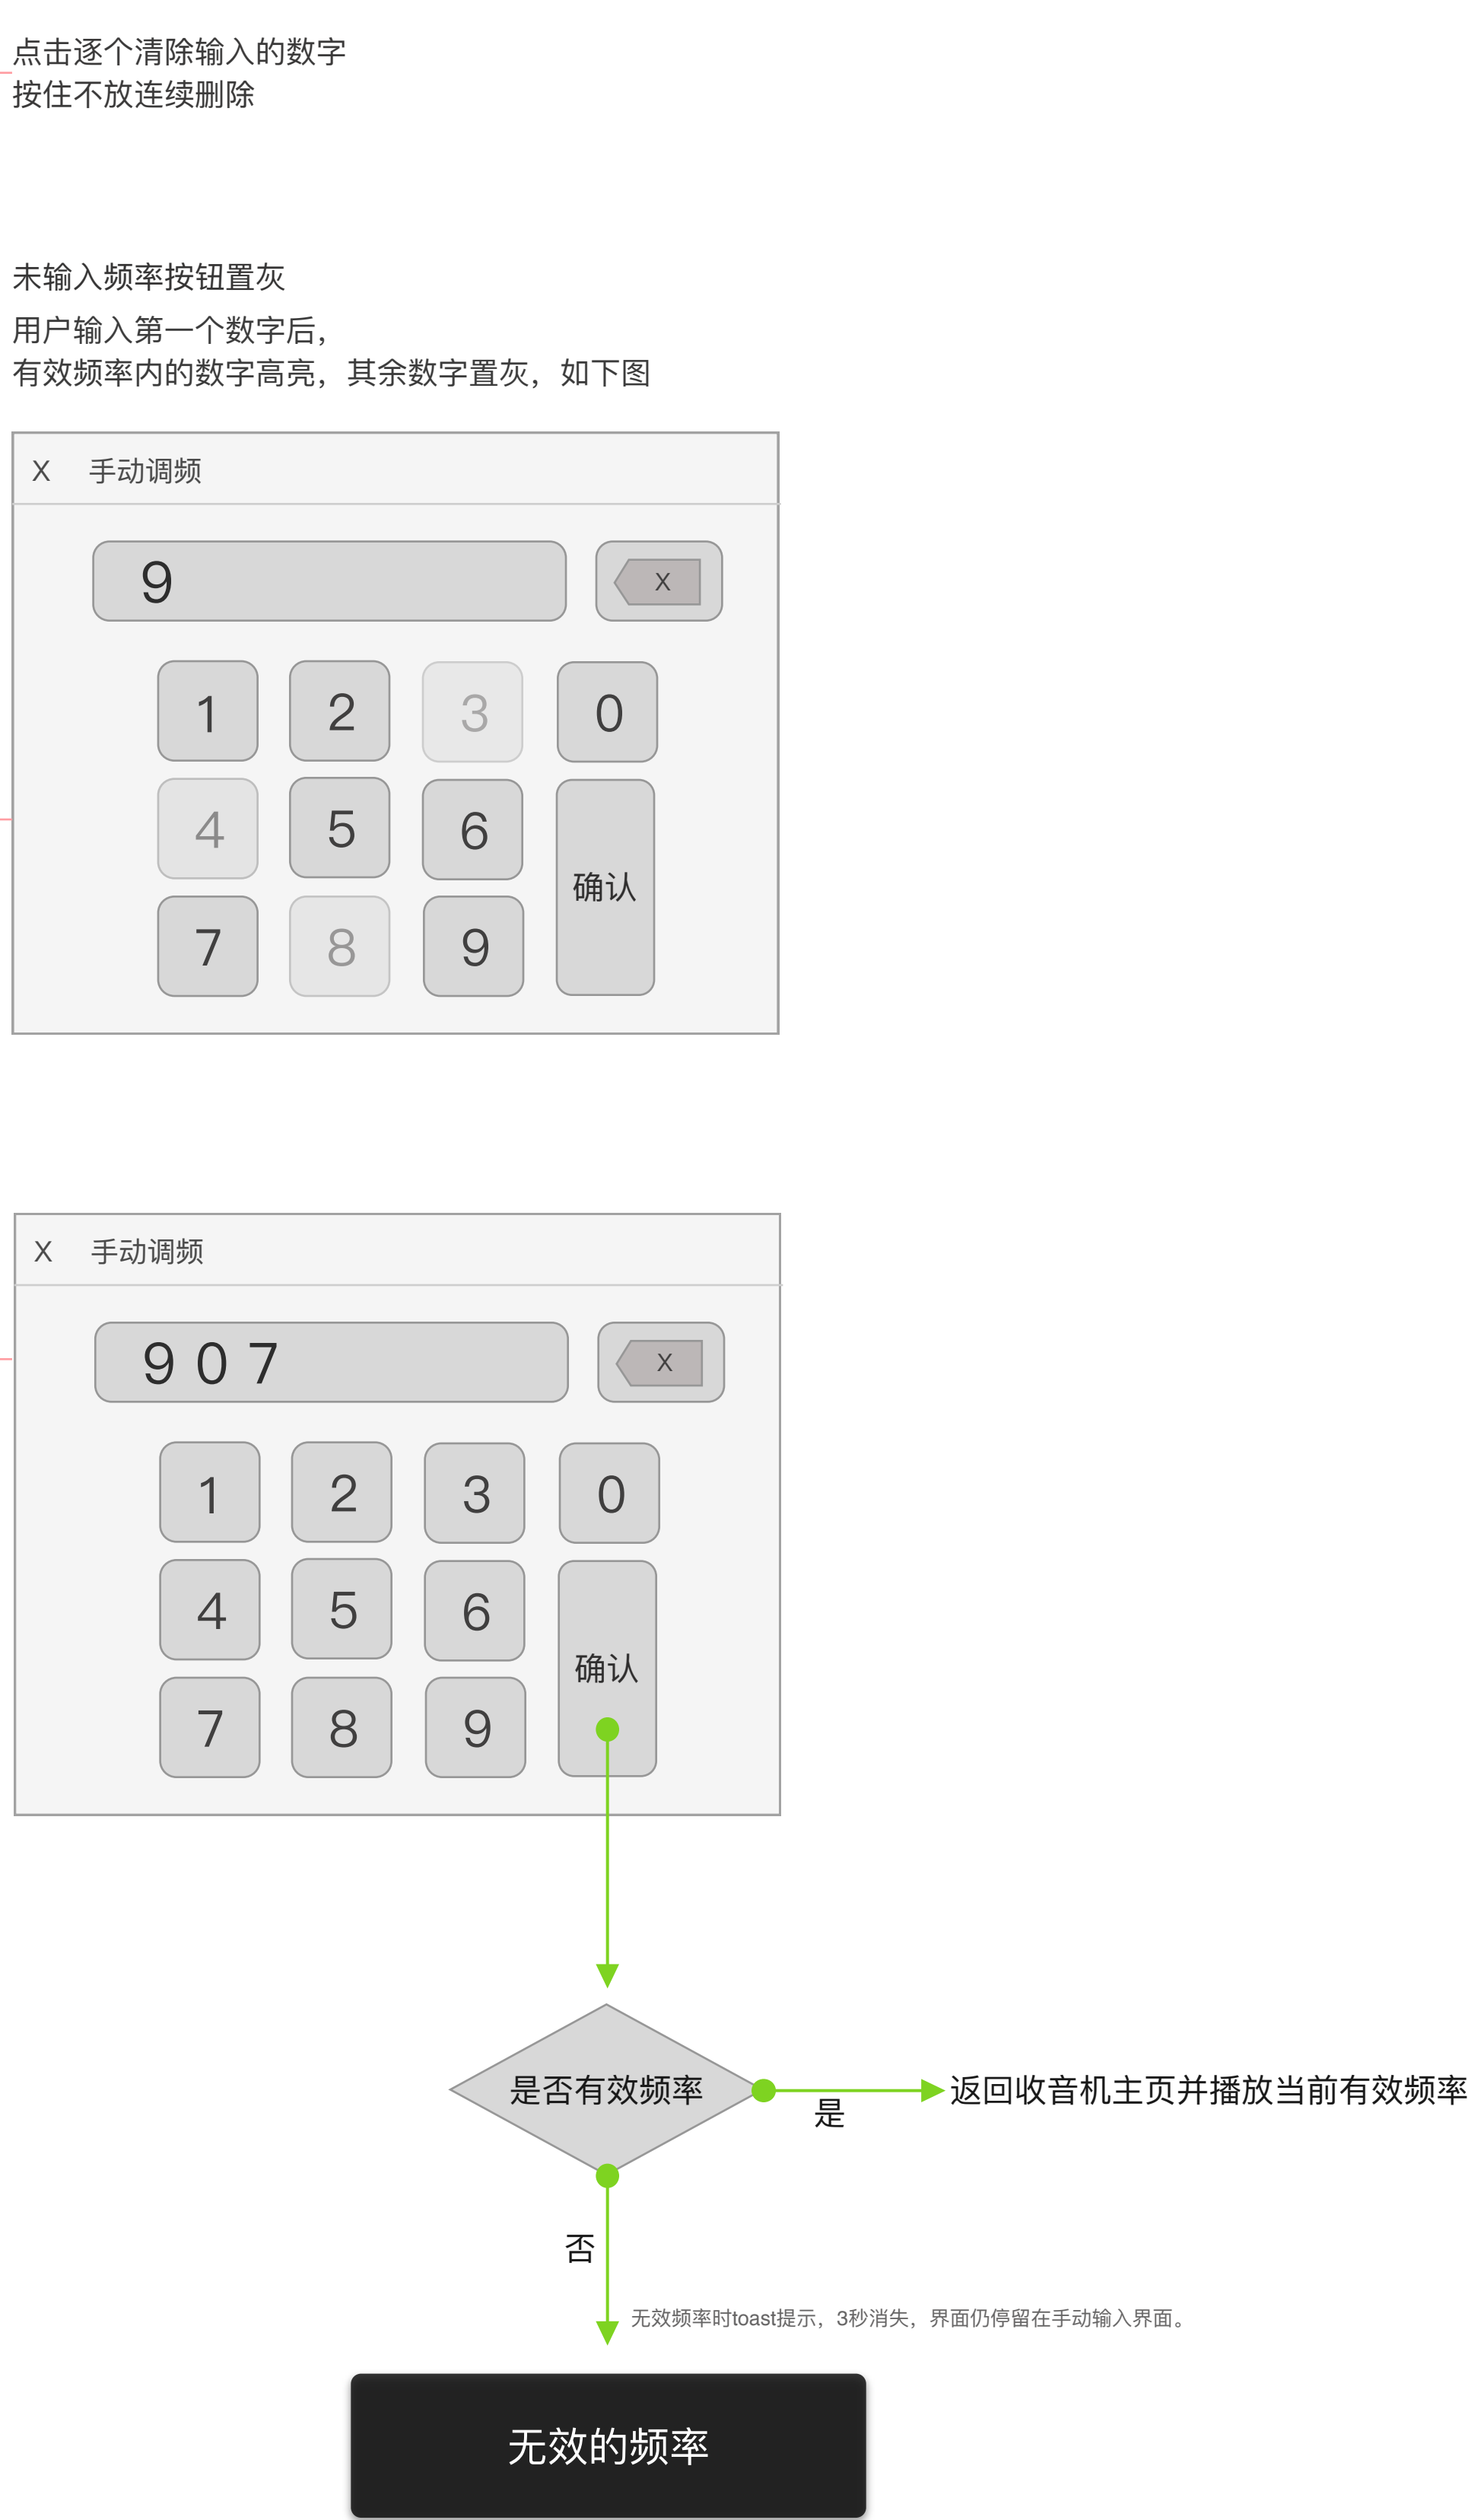 点击逐个清除输入的数字
按住不放连续删除
未输入频率按钮置灰
用户输入第一个数字后，
有效频率内的数字高亮，其余数字置灰，如下图
X 手动调频
9 X
1 2 3 0
4 5 6
确认
7 8 9
X 手动调频
9 0 7 X
1 2 3 0
4 5 6
确认
7 8 9
是否有效频率
返回收音机主页并播放当前有效频率
是
否
无效频率时toast提示，3秒消失，界面仍停留在手动输入界面。
无效的频率